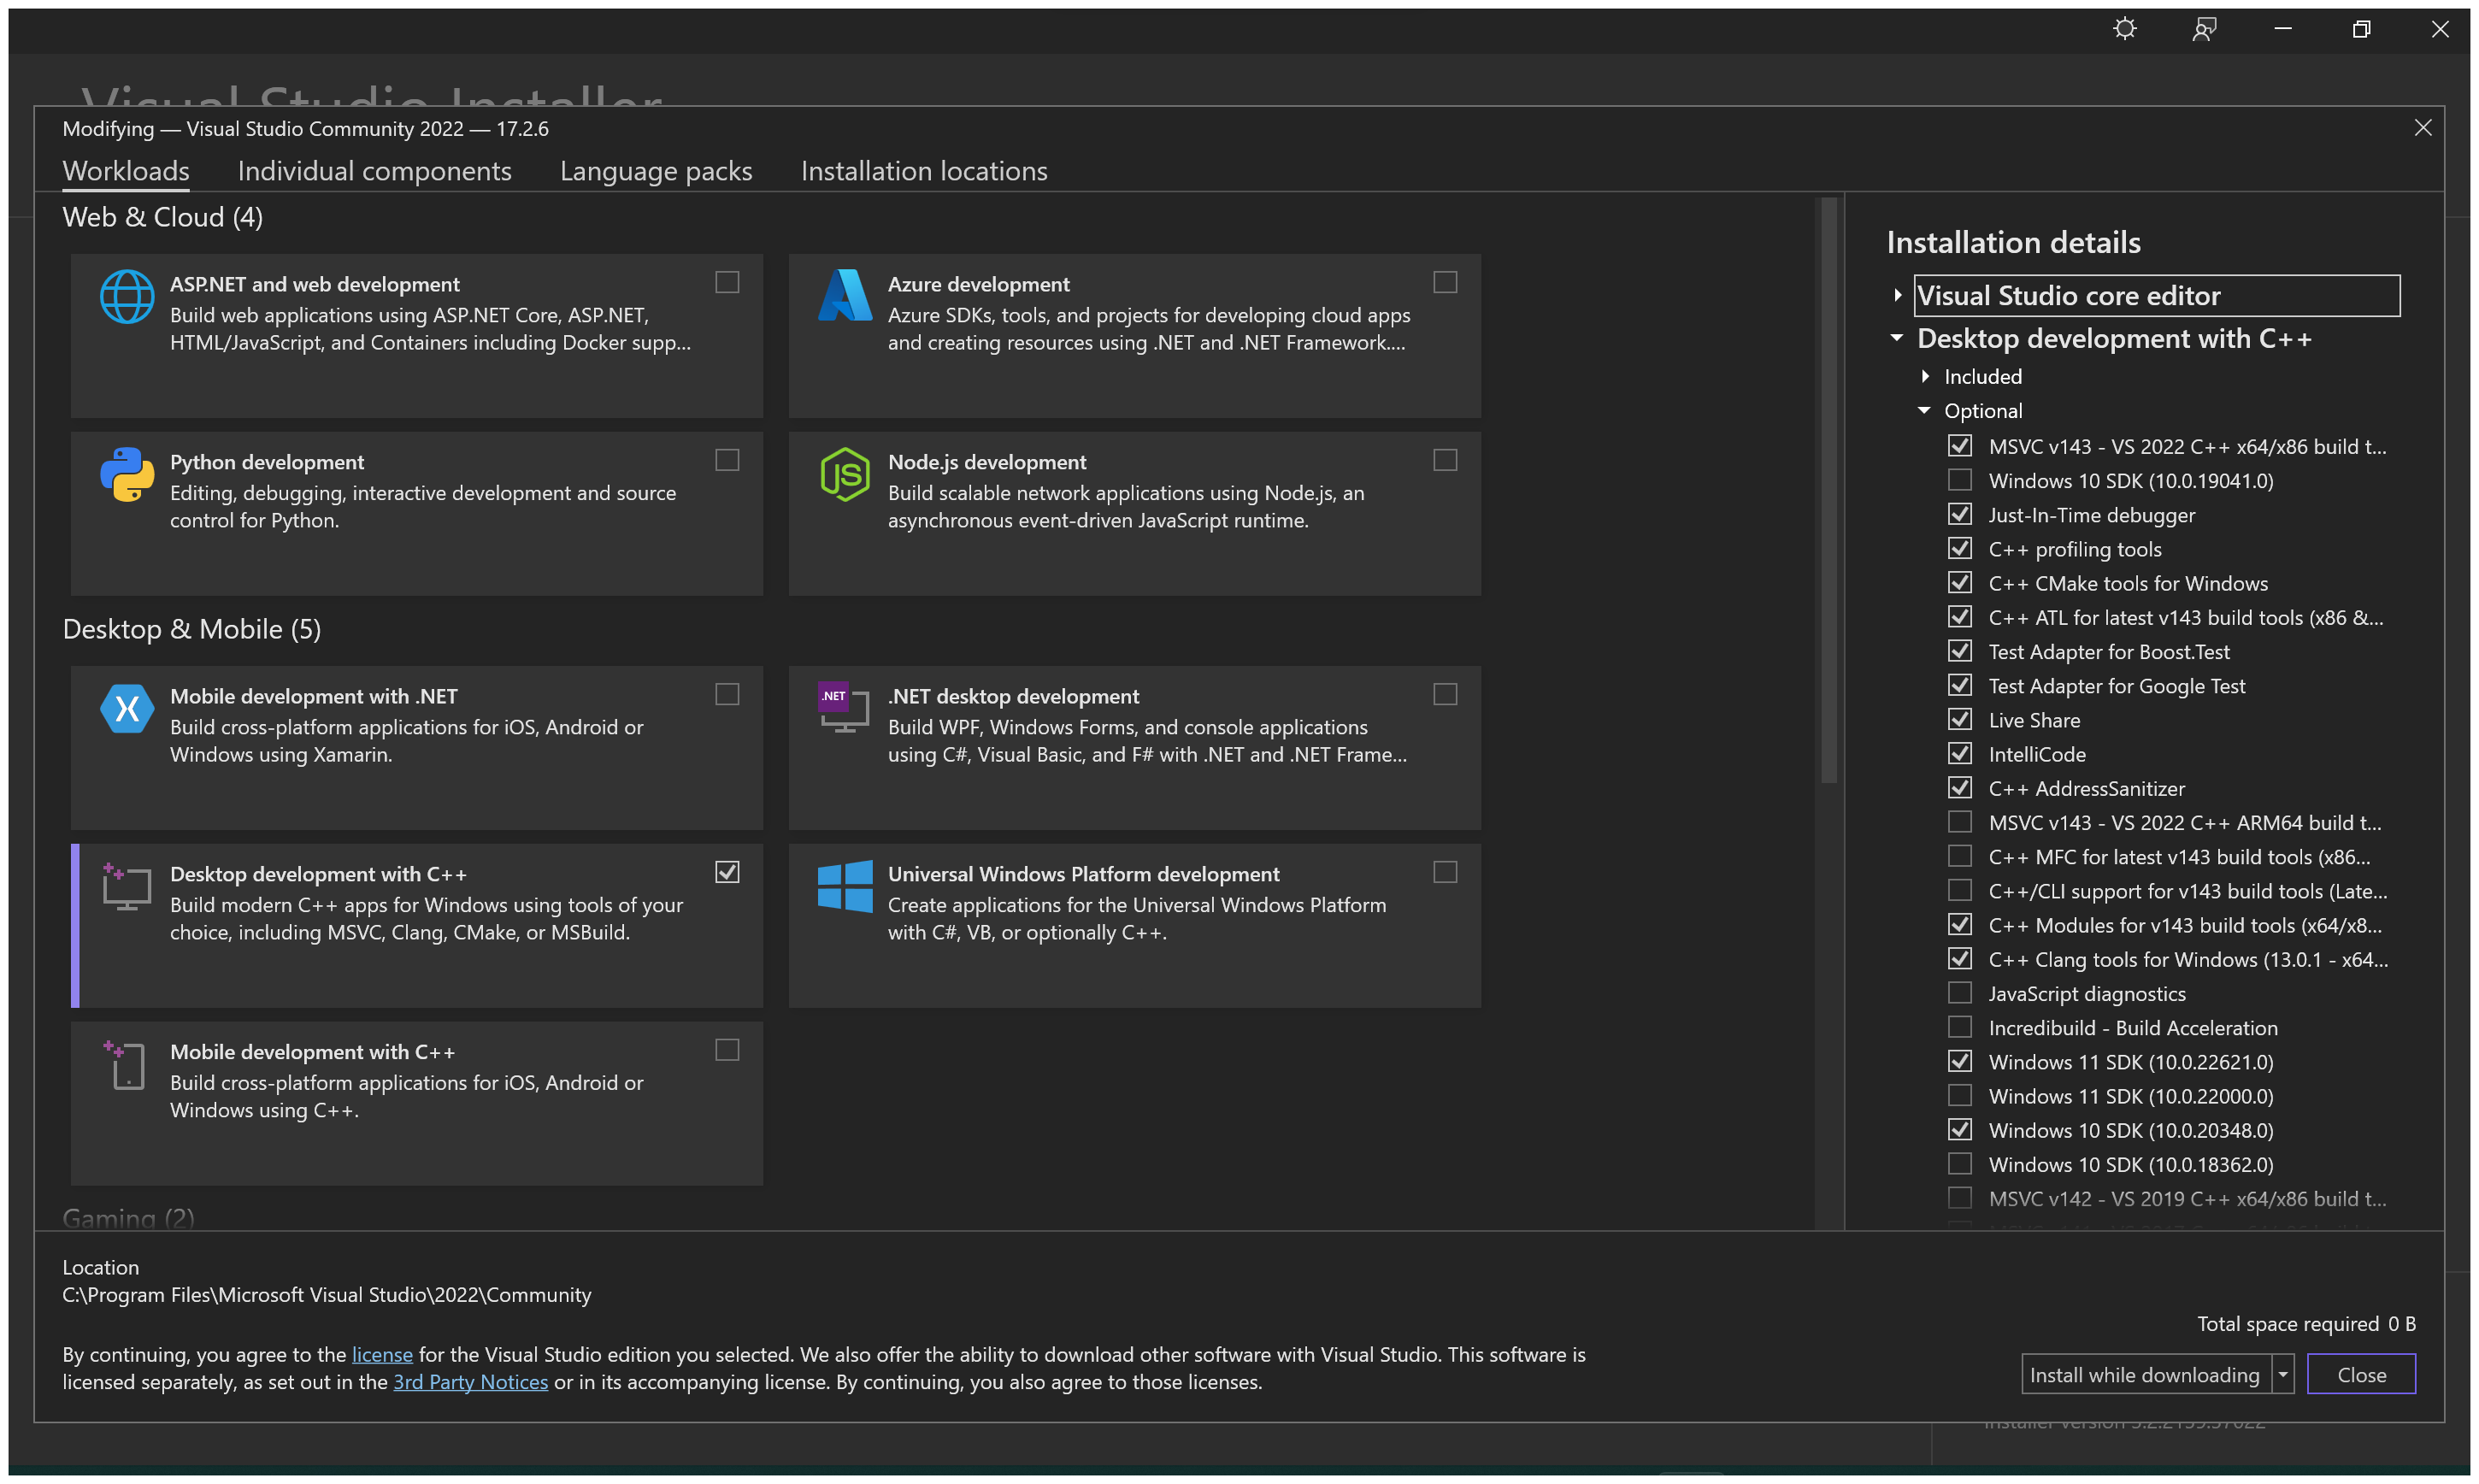 Visual Studio Installer
Modifying — Visual Studio Community 2022 — 17.2.6
Workloads
Individual components
Language packs
Installation locations
Web & Cloud (4)
ASP.NET and web development
Build web applications using ASP.NET Core, ASP.NET,
HTML/JavaScript, and Containers including Docker supp...
Azure development
Azure SDKs, tools, and projects for developing cloud apps
and creating resources using .NET and .NET Framework....
Python development
Editing, debugging, interactive development and source
control for Python.
JS
Node.js development
Build scalable network applications using Node.js, an
asynchronous event-driven JavaScript runtime.
Desktop & Mobile (5)
Mobile development with .NET
Build cross-platform applications for iOS, Android or
Windows using Xamarin.
.NET
.NET desktop development
Build WPF, Windows Forms, and console applications
using C#, Visual Basic, and F# with .NET and .NET Frame...
Desktop development with C++
Build modern C++ apps for Windows using tools of your
choice, including MSVC, Clang, CMake, or MSBuild.
Universal Windows Platform development
Create applications for the Universal Windows Platform
with C#, VB, or optionally C++.
Mobile development with C++
Build cross-platform applications for iOS, Android or
Windows using C++.
Gaming (2)
Installation details
Visual Studio core editor
Desktop development with C++
Included
Optional
MSVC v143 - VS 2022 C++ x64/x86 build t...
Windows 10 SDK (10.0.19041.0)
Just-In-Time debugger
C++ profiling tools
C++ CMake tools for Windows
C++ ATL for latest v143 build tools (x86 &...
Test Adapter for Boost.Test
Test Adapter for Google Test
Live Share
IntelliCode
C++ AddressSanitizer
MSVC v143 - VS 2022 C++ ARM64 build t...
C++ MFC for latest v143 build tools (x86...
C++/CLI support for v143 build tools (Late...
C++ Modules for v143 build tools (x64/x8...
C++ Clang tools for Windows (13.0.1 - x64...
JavaScript diagnostics
Incredibuild - Build Acceleration
Windows 11 SDK (10.0.22621.0)
Windows 11 SDK (10.0.22000.0)
Windows 10 SDK (10.0.20348.0)
Windows 10 SDK (10.0.18362.0)
MSVC v142 - VS 2019 C++ x64/x86 build t...
Location
C:\Program Files\Microsoft Visual Studio\2022\Community
By continuing, you agree to the license for the Visual Studio edition you selected. We also offer the ability to download other software with Visual Studio. This software is
licensed separately, as set out in the 3rd Party Notices or in its accompanying license. By continuing, you also agree to those licenses.
Total space required 0 B
Install while downloading
Close